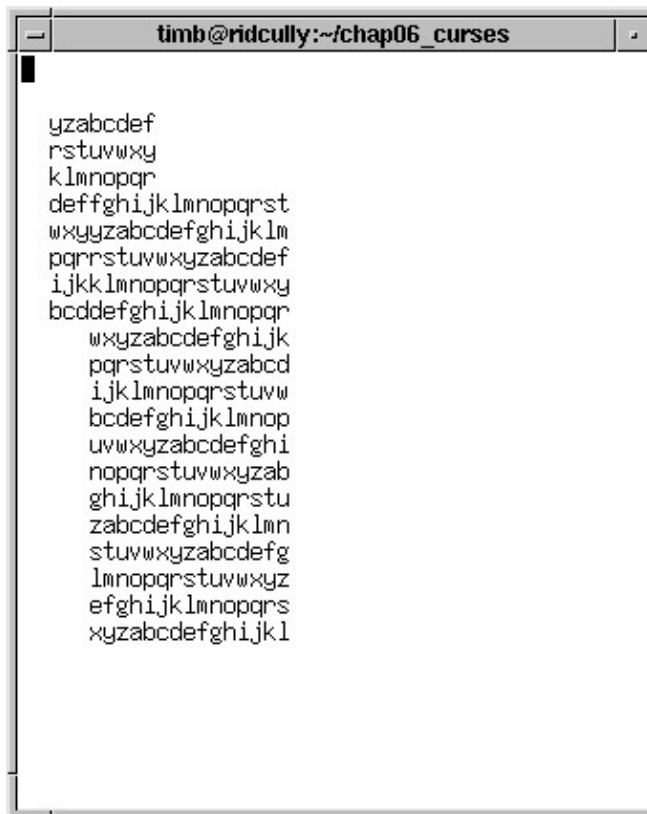 timb@ridcully:~/chap06_curses
yzabcdef
rstuvwxy
klmnopqr
deffghijklmnopqrst
wxyyzabcdefghijklm
pqrrstuvwxyzabcdef
ijkklmnopqrstuvwxy
bcddefghijklmnopqr
wxyzabcdefghijk
pqrstuvwxyzabcd
ijklmnopqrstuvw
bcdefghijklmnop
uvwxyzabcdefghi
nopqrstuvwxyzab
ghijklmnopqrstu
zabcdefghijklmn
stuvwxyzabcdefg
lmnopqrstuvwxyz
efghijklmnopqrs
xyzabcdefghijkl